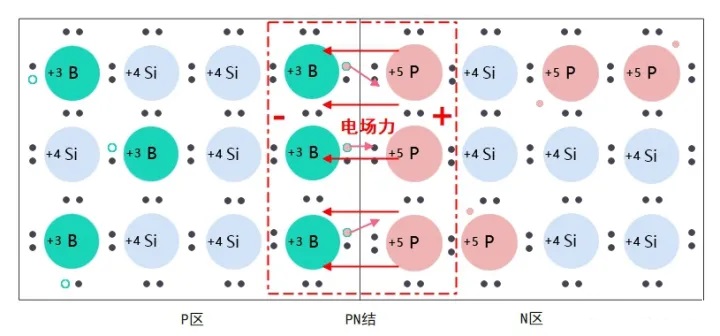 +3 B +4 Si +4 Si +3 B +5 P +4 Si +5 P +5 P
- 电场力 +
+4 Si +3 B +4 Si +3 B +5 P +4 Si +4 Si +4 Si
+3 B +4 Si +4 Si +3 B +5 P +5 P +4 Si +4 Si
P区 PN结 N区